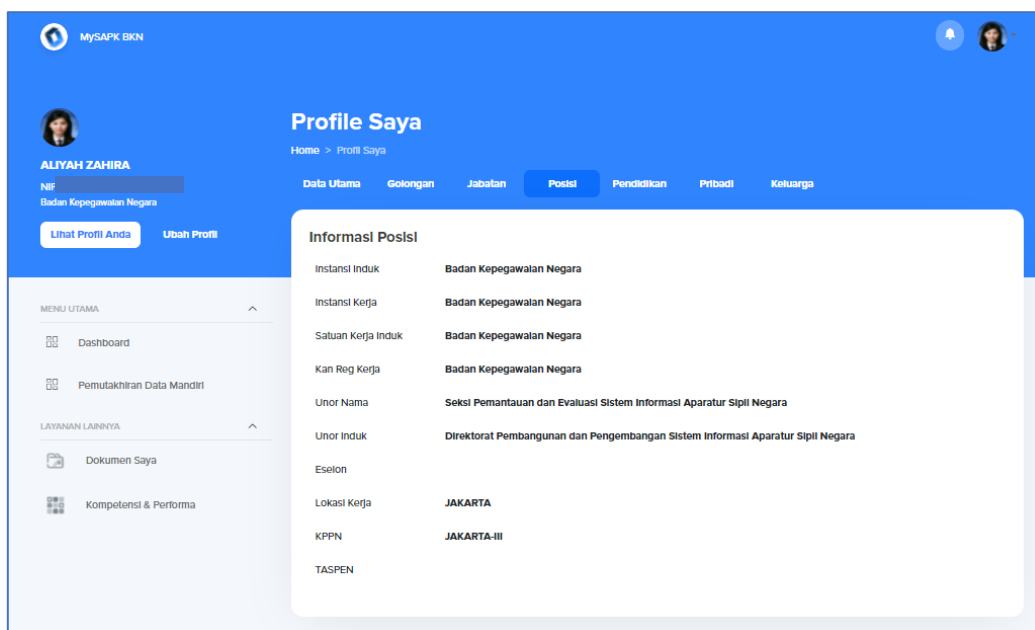 MySAPK BKN
ALIYAH ZAHIRA
NIP
Badan Kepegawaian Negara
Lihat Profil Anda
Ubah Profil
MENU UTAMA
Dashboard
Pemutakhiran Data Mandiri
LAYANAN LAINNYA
Dokumen Saya
Kompetensi & Performa
Profile Saya
Home > Profil Saya
Data Utama Golongan Jabatan Posisi Pendidikan Pribadi Keluarga
Informasi Posisi
Instansi Induk Badan Kepegawaian Negara
Instansi Kerja Badan Kepegawaian Negara
Satuan Kerja Induk Badan Kepegawaian Negara
Kan Reg Kerja Badan Kepegawaian Negara
Unor Nama Seksi Pemantauan dan Evaluasi Sistem Informasi Aparatur Sipil Negara
Unor Induk Direktorat Pembangunan dan Pengembangan Sistem Informasi Aparatur Sipil Negara
Eselon
Lokasi Kerja JAKARTA
KPPN JAKARTA-III
TASPEN